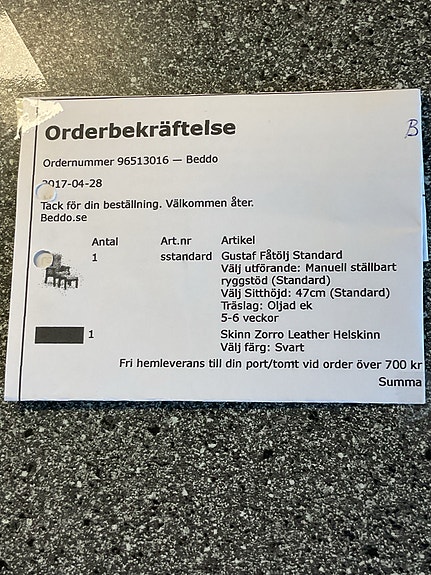 Orderbekräftelse
B
Ordernummer 96513016 — Beddo
2017-04-28
Tack för din beställning. Välkommen åter.
Beddo.se
Antal Art.nr Artikel
1 sstandard Gustaf Fåtölj Standard
Välj utförande: Manuell ställbart
ryggstöd (Standard)
Välj Sitthöjd: 47cm (Standard)
Träslag: Oljad ek
5-6 veckor
1 Skinn Zorro Leather Helskinn
Välj färg: Svart
Fri hemleverans till din port/tomt vid order över 700 kr
Summa